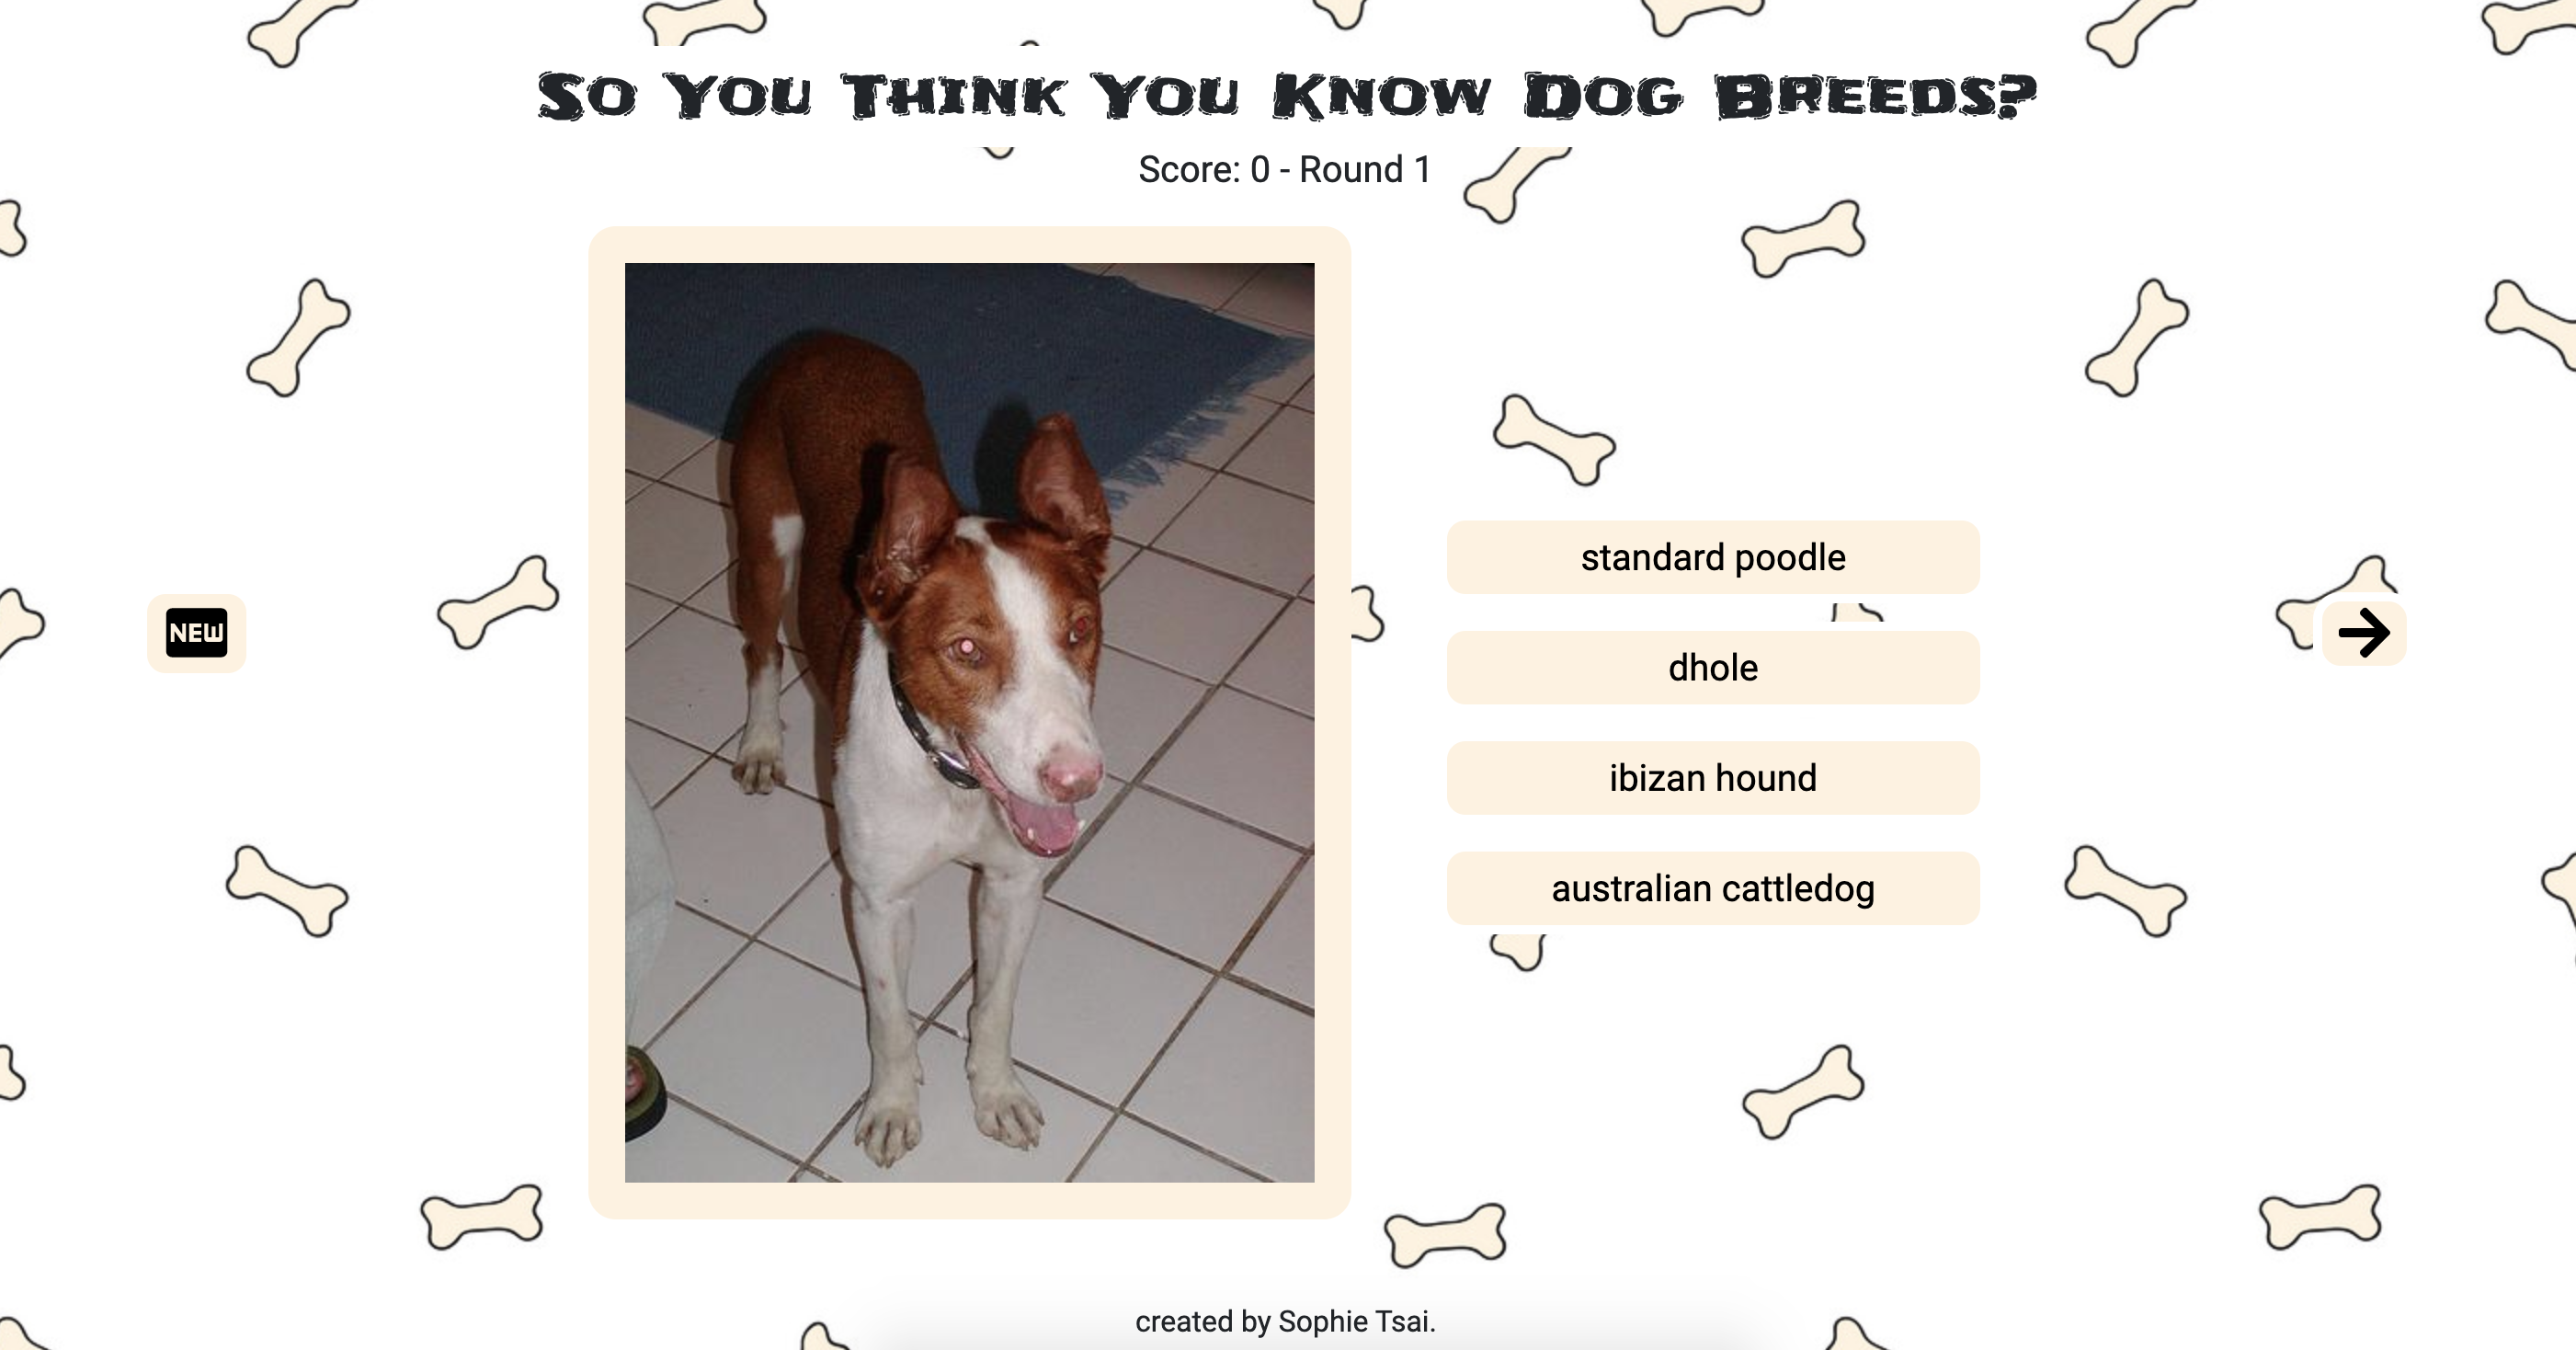 So You Think You Know Dog Breeds?
Score: 0 - Round 1
standard poodle
dhole
NEW
ibizan hound
australian cattledog
created by Sophie Tsai.